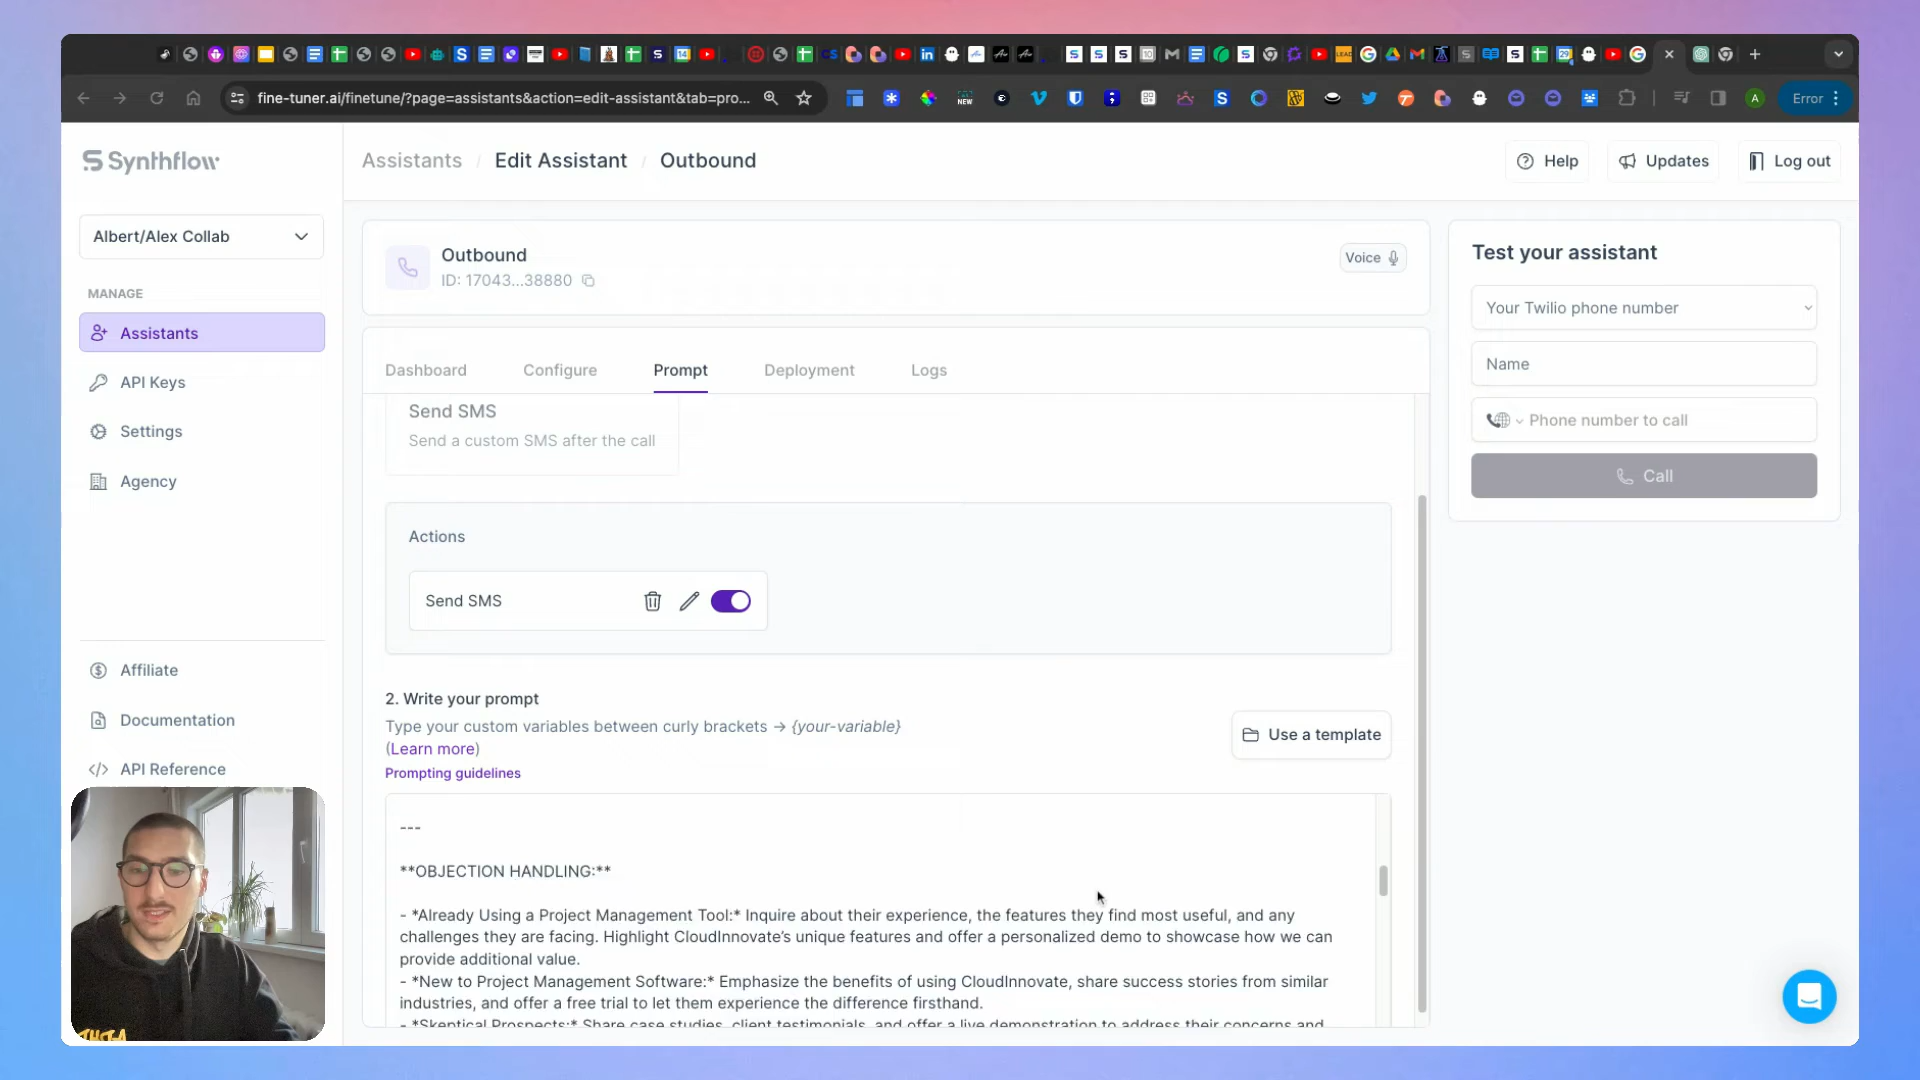 fine-tuner.ai/finetune/?page=assistants&action=edit-assistant&tab=pro...
Error
Synthflow
Assistants / Edit Assistant / Outbound
Help
Updates
Log out
Albert/Alex Collab
MANAGE
Assistants
API Keys
Settings
Agency
Affiliate
Documentation
API Reference
Outbound
ID: 17043...38880
Voice
Dashboard
Configure
Prompt
Deployment
Logs
Send SMS
Send a custom SMS after the call
Actions
Send SMS
2. Write your prompt
Type your custom variables between curly brackets → {your-variable}
(Learn more)
Prompting guidelines
Use a template
---
**OBJECTION HANDLING:**
- *Already Using a Project Management Tool:* Inquire about their experience, the features they find most useful, and any
challenges they are facing. Highlight CloudInnovate's unique features and offer a personalized demo to showcase how we can
provide additional value.
- *New to Project Management Software:* Emphasize the benefits of using CloudInnovate, share success stories from similar
industries, and offer a free trial to let them experience the difference firsthand.
- *Skeptical Prospects:* Share case studies, client testimonials, and offer a live demonstration to address their concerns and
Test your assistant
Your Twilio phone number
Name
Phone number to call
Call